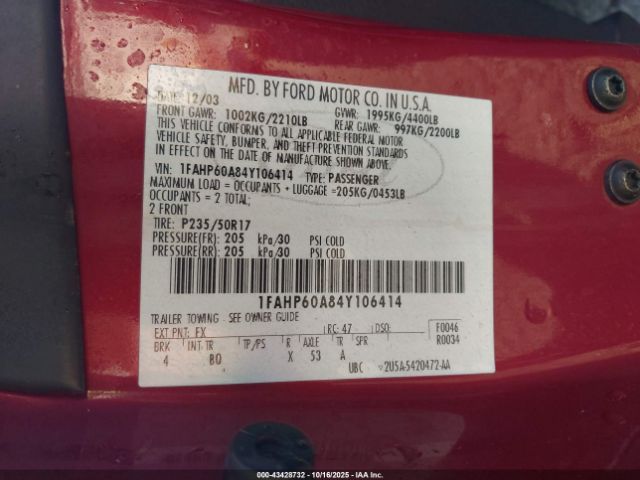 MFD. BY FORD MOTOR CO. IN U.S.A.
DATE: 12/03 GVWR: 1995KG/4400LB
FRONT GAWR: 1002KG/2210LB REAR GAWR: 997KG/2200LB
THIS VEHICLE CONFORMS TO ALL APPLICABLE FEDERAL MOTOR
VEHICLE SAFETY, BUMPER, AND THEFT PREVENTION STANDARDS
IN EFFECT ON THE DATE OF MANUFACTURE SHOWN ABOVE.
VIN: 1FAHP60A84Y106414 TYPE: PASSENGER
MAXIMUM LOAD = OCCUPANTS + LUGGAGE =205KG/0453LB
OCCUPANTS = 2 TOTAL;
2 FRONT
TIRE: P235/50R17
PRESSURE(FR): 205 kPa/30 PSI COLD
PRESSURE(RR): 205 kPa/30 PSI COLD
1FAHP60A84Y106414
TRAILER TOWING - SEE OWNER GUIDE
EXT PNT: FX RC: 47 DSO: F0046
BRK INT TR TP/PS R AXLE TR SPR R0034
4 BO X 53 A
UBC 2U5A-5420472-AA
000-43428732 - 10/16/2025 - IAA Inc.